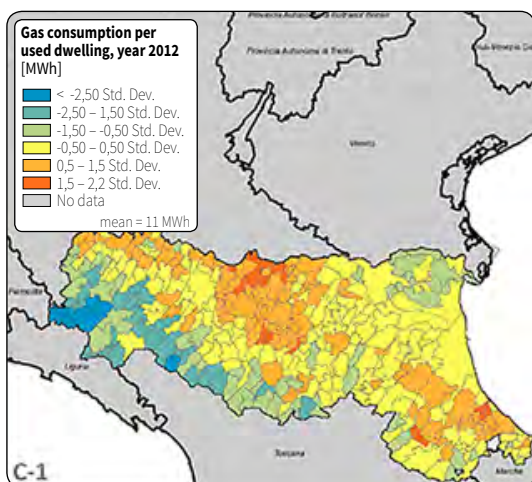 Gas consumption per
used dwelling, year 2012
[MWh]
< -2,50 Std. Dev.
-2,50 – 1,50 Std. Dev.
-1,50 – -0,50 Std. Dev.
-0,50 – 0,50 Std. Dev.
0,5 – 1,5 Std. Dev.
1,5 – 2,2 Std. Dev.
No data
mean = 11 MWh
Provincia Autonoma di Trento
Veneto
Piemonte
Liguria
Toscana
Marche
C-1